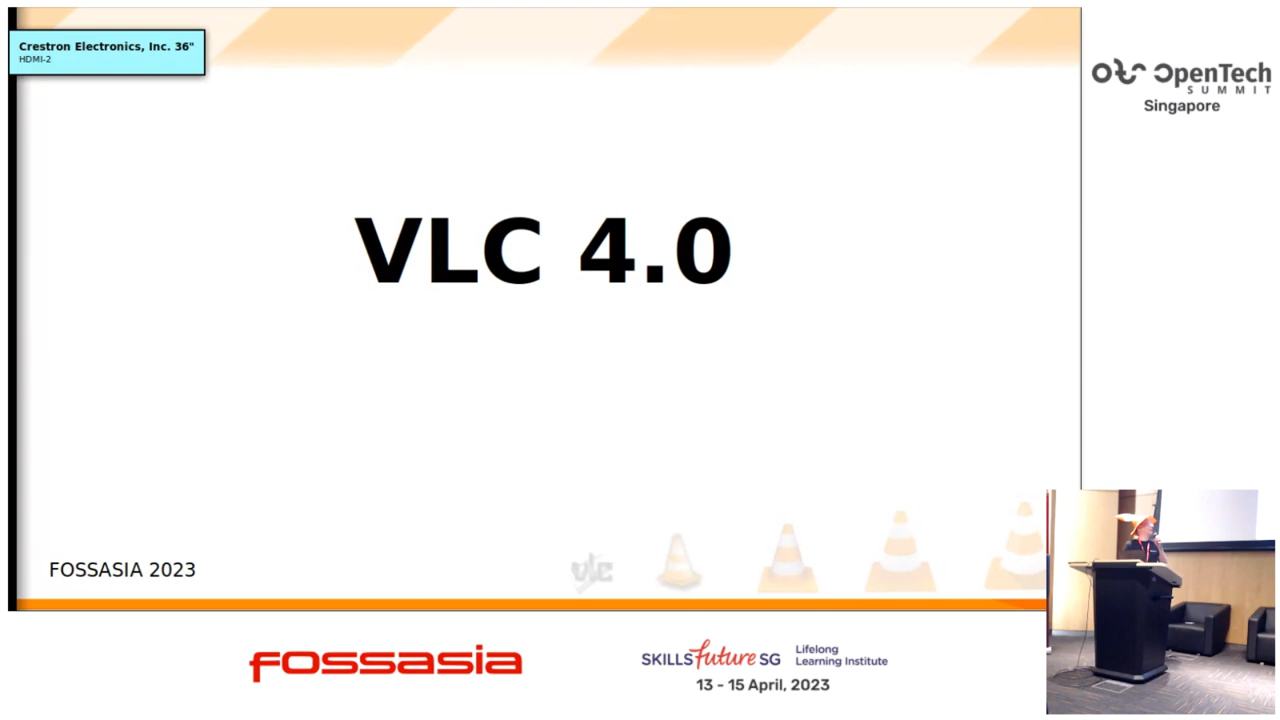 Crestron Electronics, Inc. 36"
HDMI-2
OpenTech
SUMMIT
Singapore
VLC 4.0
FOSSASIA 2023
vlc
FOSSASIA
SKILLSfuture SG
Lifelong
Learning Institute
13 - 15 April, 2023